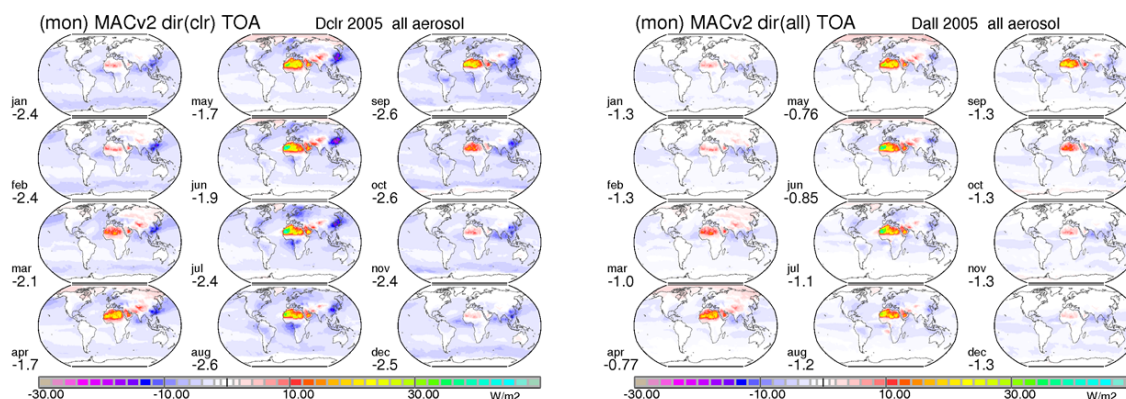 (mon) MACv2 dir(clr) TOA Dclr 2005 all aerosol
jan
-2.4
may
-1.7
sep
-2.6
feb
-2.4
jun
-1.9
oct
-2.6
mar
-2.1
jul
-2.4
nov
-2.4
apr
-1.7
aug
-2.6
dec
-2.5
-30.00 -10.00 10.00 30.00 W/m2
(mon) MACv2 dir(all) TOA Dall 2005 all aerosol
jan
-1.3
may
-0.76
sep
-1.3
feb
-1.3
jun
-0.85
oct
-1.3
mar
-1.0
jul
-1.1
nov
-1.3
apr
-0.77
aug
-1.2
dec
-1.3
-30.00 -10.00 10.00 30.00 W/m2